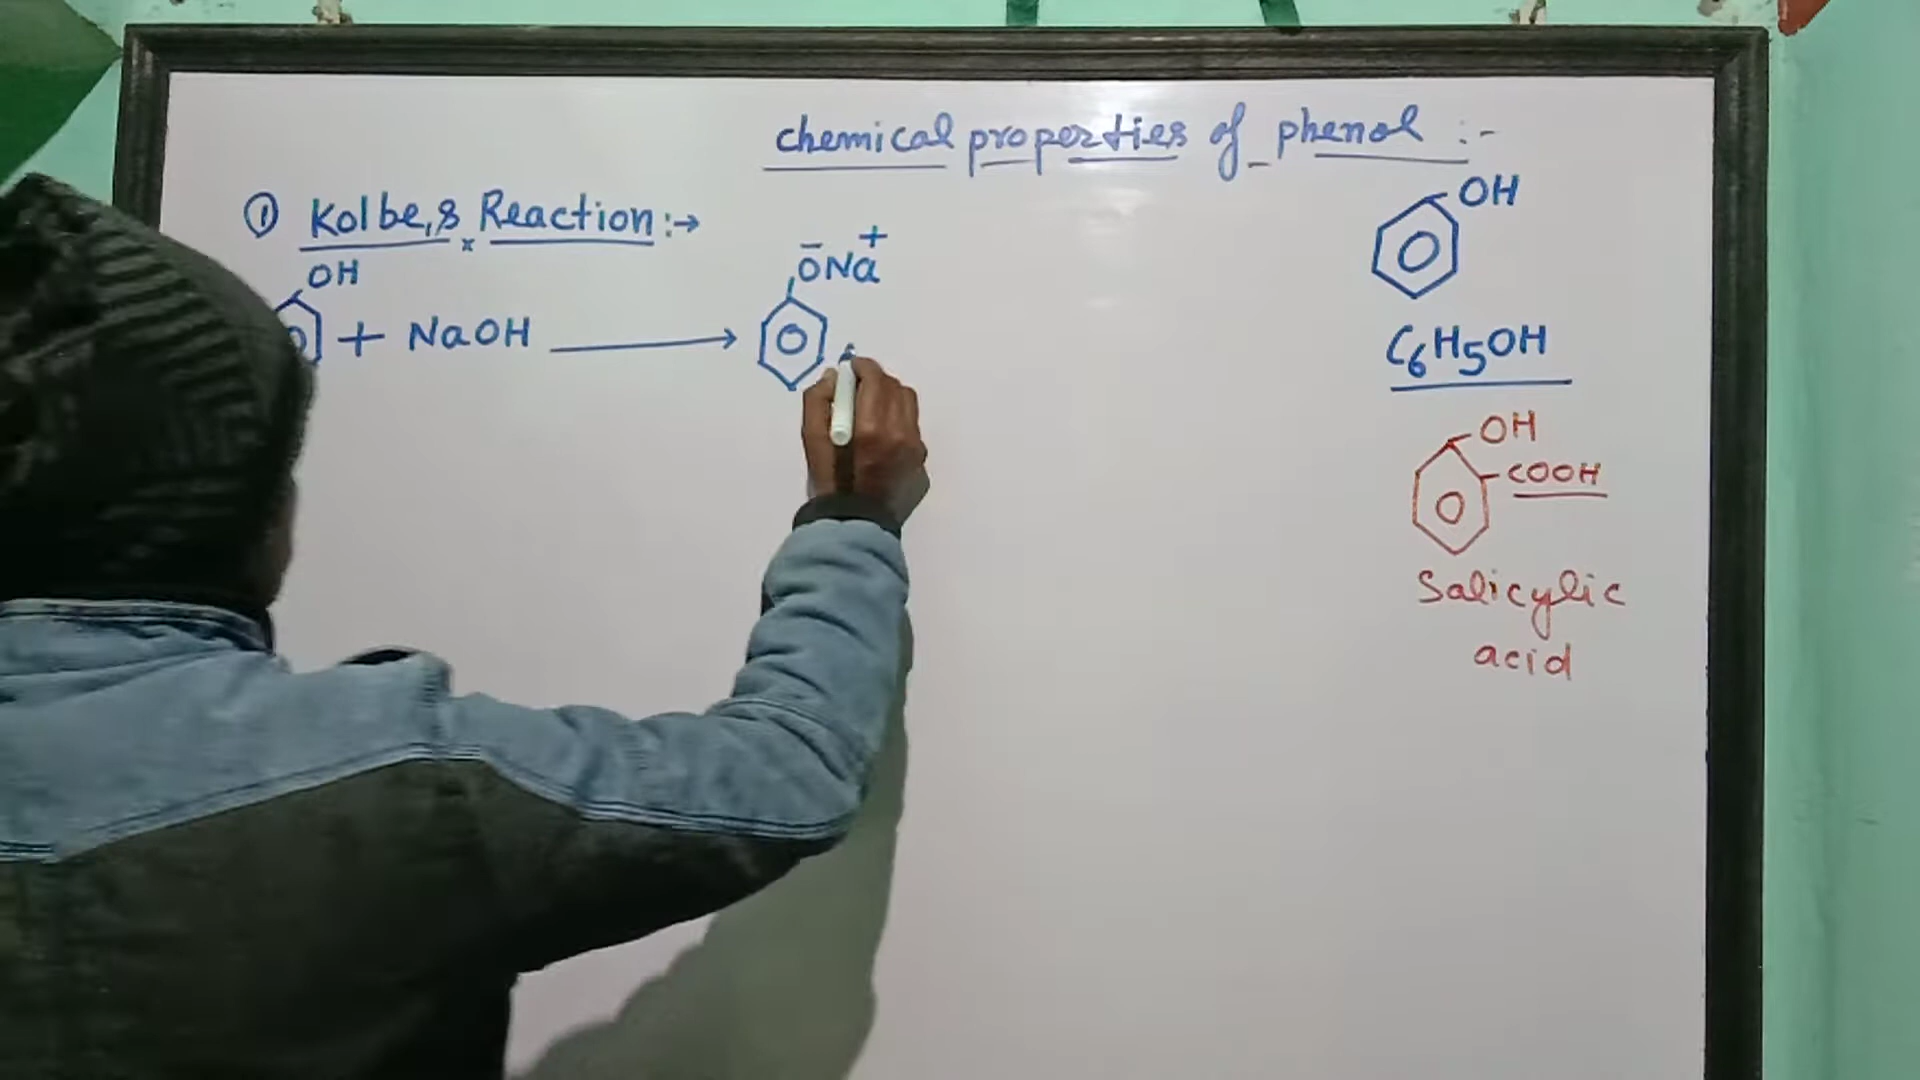 chemical properties of phenol :-
① Kolbe,s Reaction :→
OH
+ NaOH ⟶
ŌNa⁺
OH
C₆H₅OH
OH
COOH
Salicylic
acid